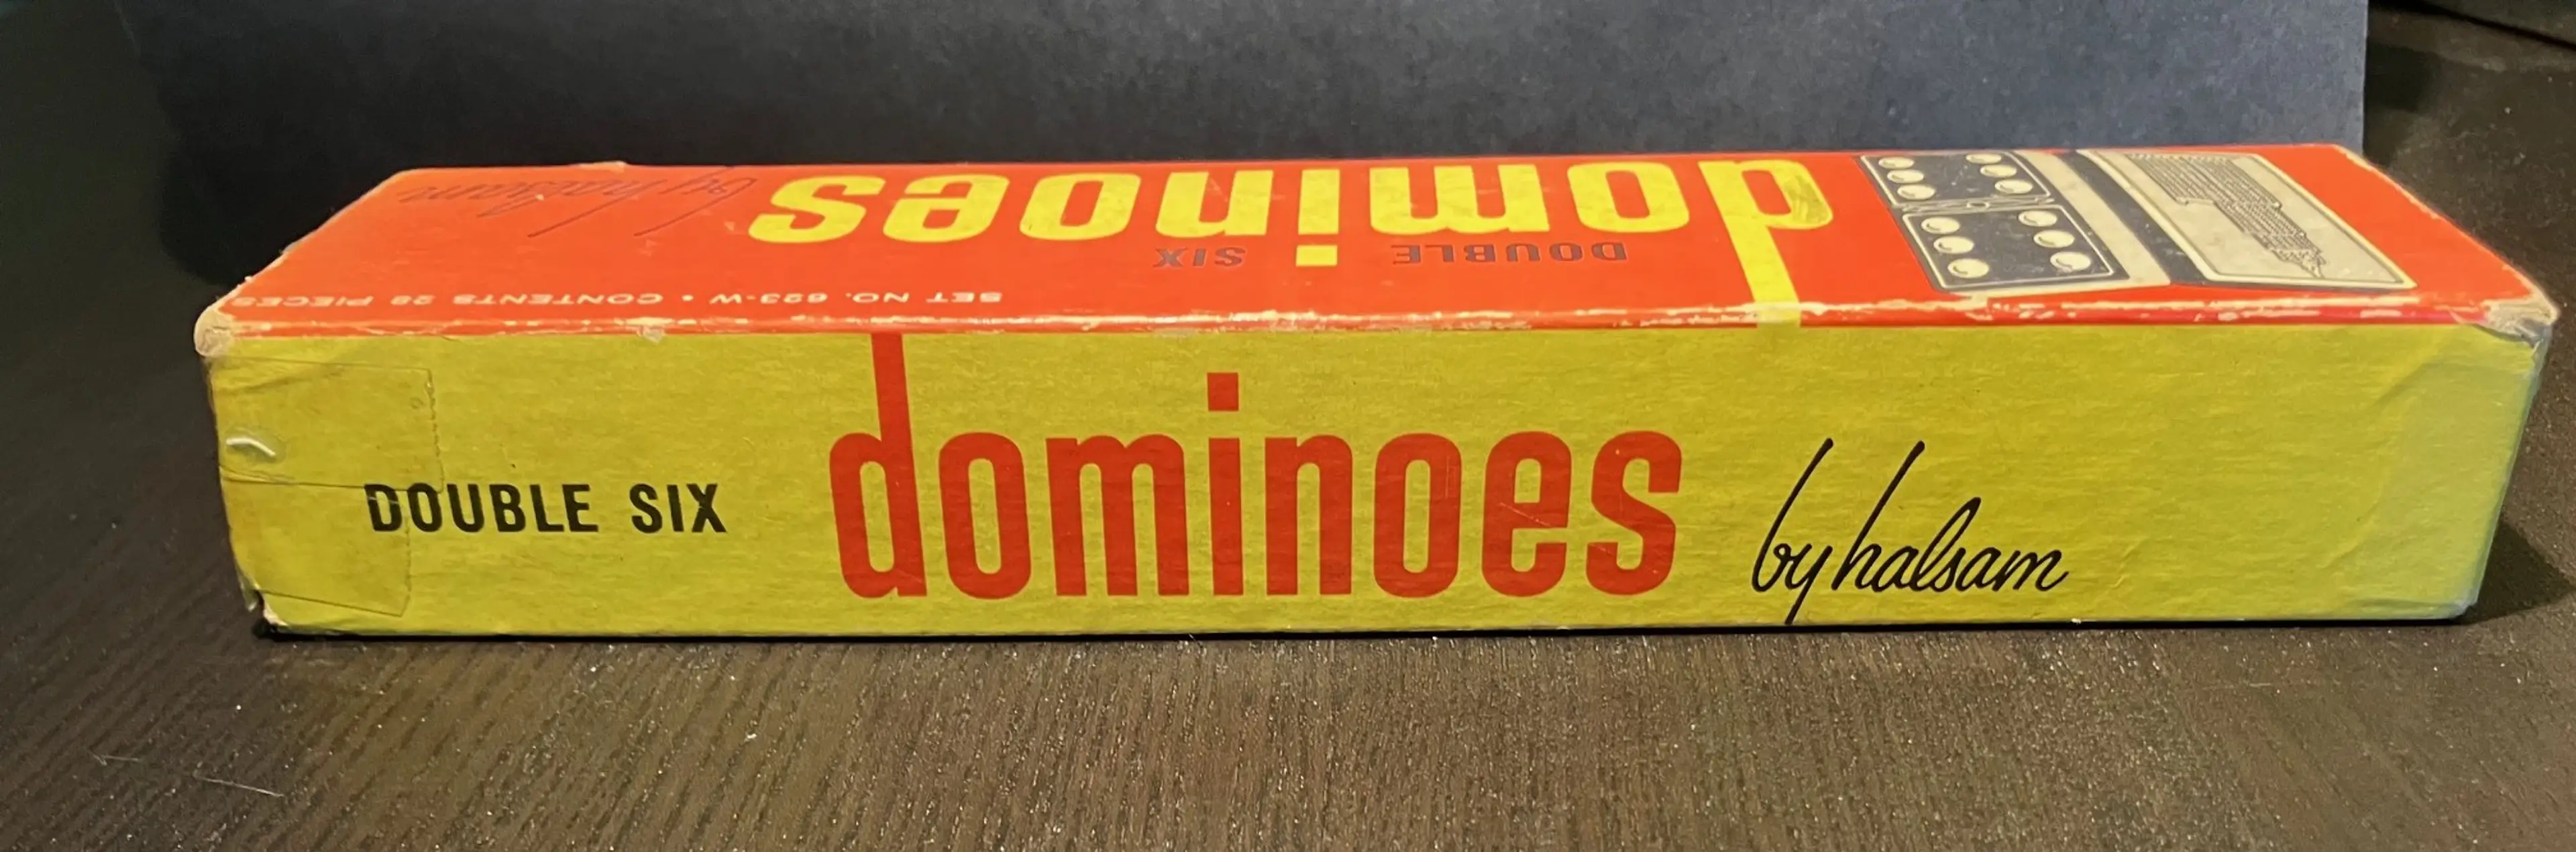 by halsam
dominoes
DOUBLE SIX
SET NO. 623-W • CONTENTS 28 PIECES
DOUBLE SIX
dominoes
by halsam